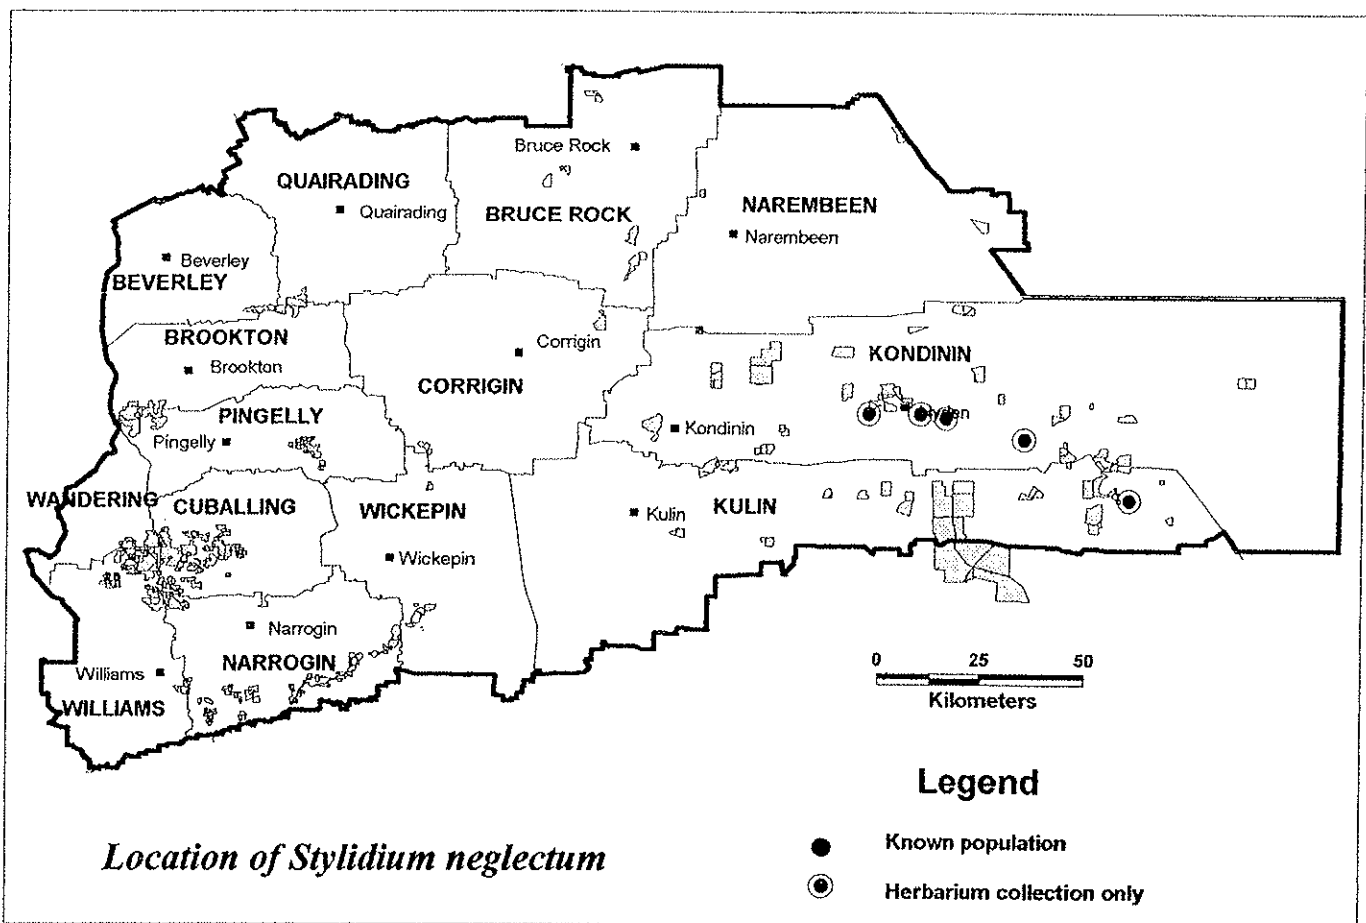 Bruce Rock
QUAIRADING
Quairading
BRUCE ROCK
NAREMBEEN
Narembeen
Beverley
BEVERLEY
BROOKTON
Brookton
Corrigin
CORRIGIN
KONDININ
PINGELLY
Pingelly
Kondinin
WANDERING
CUBALLING
WICKEPIN
Kulin
KULIN
Wickepin
Narrogin
NARROGIN
Williams
WILLIAMS
0 25 50
Kilometers
Legend
Known population
Herbarium collection only
Location of Stylidium neglectum